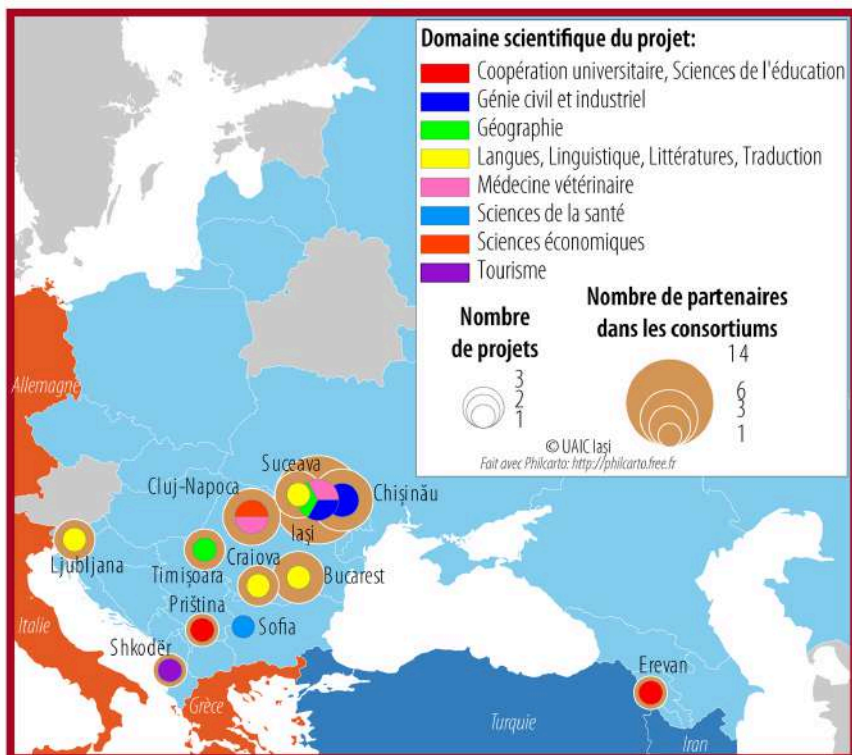 Domaine scientifique du projet:
Coopération universitaire, Sciences de l'éducation
Génie civil et industriel
Géographie
Langues, Linguistique, Littératures, Traduction
Médecine vétérinaire
Sciences de la santé
Sciences économiques
Tourisme
Nombre
de projets
3
2
1
Nombre de partenaires
dans les consortiums
14
6
3
1
© UAIC Iaşi
Fait avec Philcarto: http://philcarto.free.fr
Allemagne
Suceava
Cluj-Napoca
Chișinău
Iaşi
Ljubljana
Timișoara
Craiova
Bucarest
Priština
Sofia
Italie
Shkodër
Grèce
Erevan
Turquie
Iran